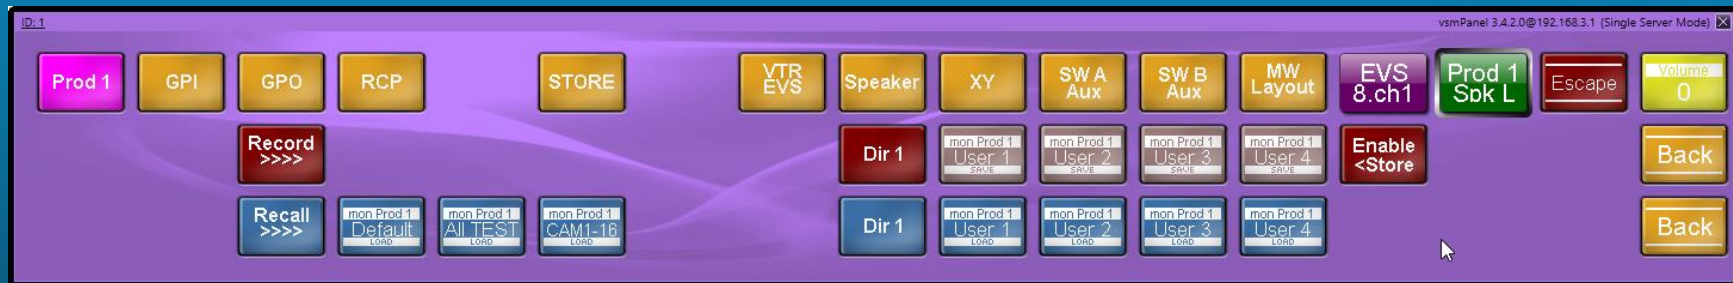 ID: 1
vsmPanel 3.4.2.0@192.168.3.1 (Single Server Mode)
Prod 1
GPI
GPO
RCP
STORE
VTR
EVS
Speaker
XY
SW A
Aux
SW B
Aux
MW
Layout
EVS
8.ch1
Prod 1
Spk L
Escape
Volume
0
Record
>>>>
Dir 1
mon Prod 1
User 1
SAVE
mon Prod 1
User 2
SAVE
mon Prod 1
User 3
SAVE
mon Prod 1
User 4
SAVE
Enable
<Store
Back
Recall
>>>>
mon Prod 1
Default
LOAD
mon Prod 1
All TEST
LOAD
mon Prod 1
CAM1-16
LOAD
Dir 1
mon Prod 1
User 1
LOAD
mon Prod 1
User 2
LOAD
mon Prod 1
User 3
LOAD
mon Prod 1
User 4
LOAD
Back